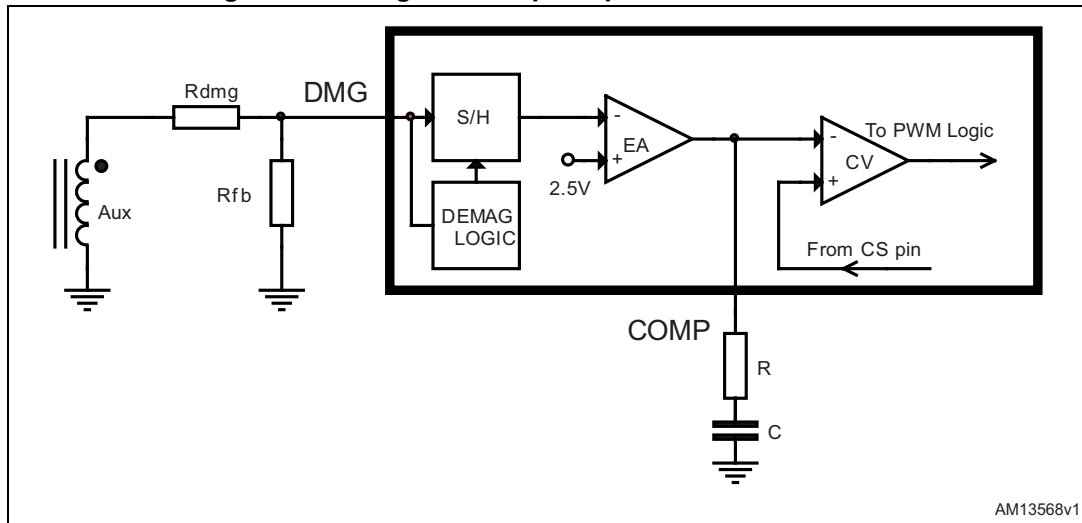 Rdmg
DMG
S/H
-
EA
+
2.5V
-
CV
+
To PWM Logic
Aux
Rfb
DEMAG
LOGIC
From CS pin
COMP
R
C
AM13568v1